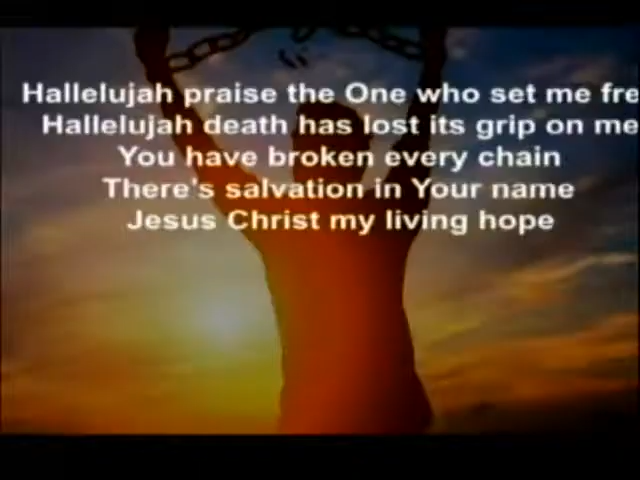 Hallelujah praise the One who set me fre
Hallelujah death has lost its grip on me
You have broken every chain
There's salvation in Your name
Jesus Christ my living hope